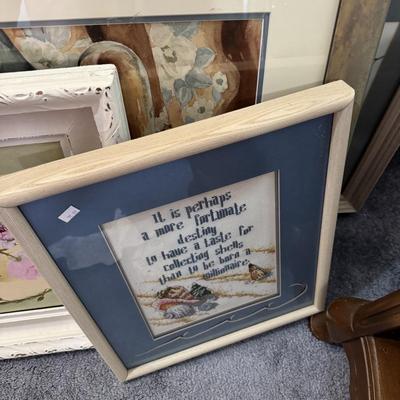 It is perhaps
a more fortunate
destiny
to have a taste for
collecting shells
than to be born a
millionaire.